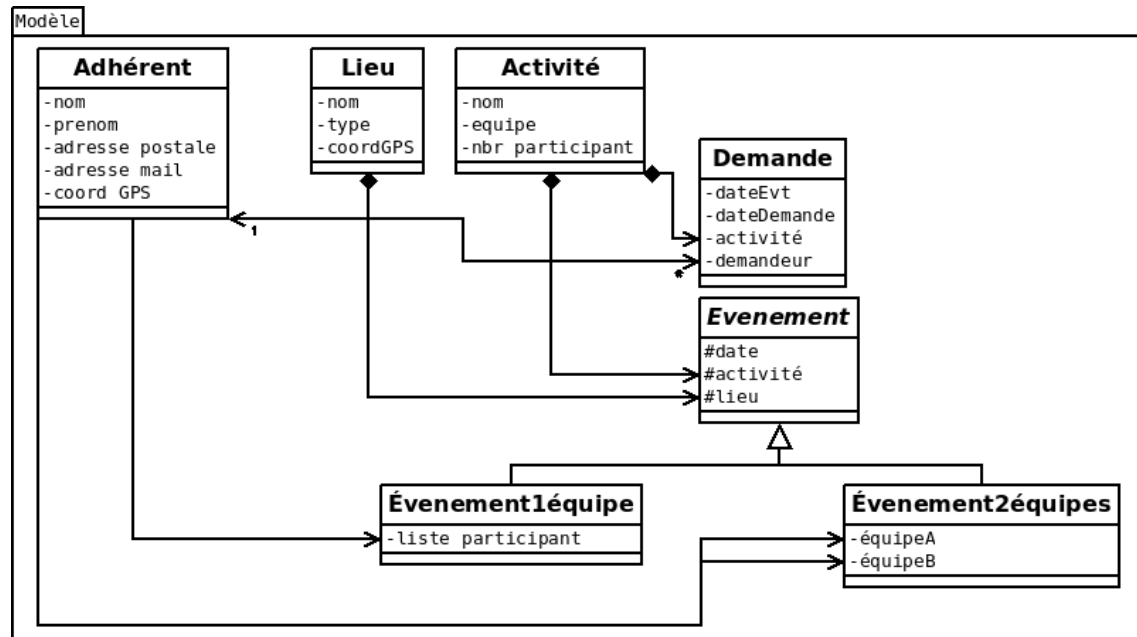 Modèle
Adhérent
-nom
-prenom
-adresse postale
-adresse mail
-coord GPS
Lieu
-nom
-type
-coordGPS
Activité
-nom
-equipe
-nbr participant
Demande
-dateEvt
-dateDemande
-activité
-demandeur
1
*
Evenement
#date
#activité
#lieu
Évenement1équipe
-liste participant
Évenement2équipes
-équipeA
-équipeB